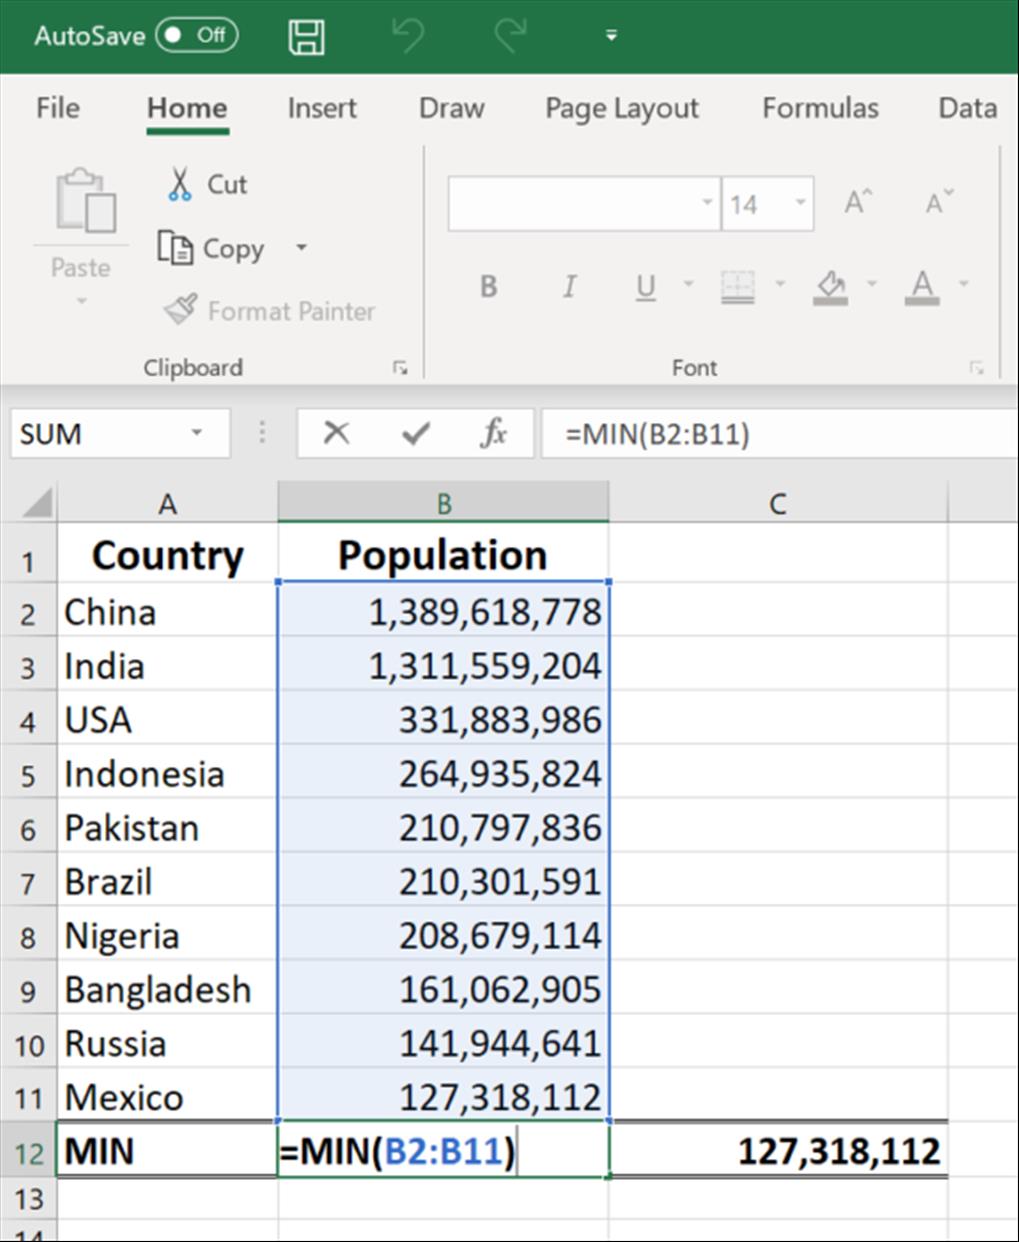 AutoSave Off
File Home Insert Draw Page Layout Formulas Data
Cut
Copy
Paste
Format Painter
Clipboard
14 A^ A˅
B I U A
Font
SUM fx =MIN(B2:B11)
A B C
1 Country Population
2 China 1,389,618,778
3 India 1,311,559,204
4 USA 331,883,986
5 Indonesia 264,935,824
6 Pakistan 210,797,836
7 Brazil 210,301,591
8 Nigeria 208,679,114
9 Bangladesh 161,062,905
10 Russia 141,944,641
11 Mexico 127,318,112
12 MIN =MIN(B2:B11) 127,318,112
13
14